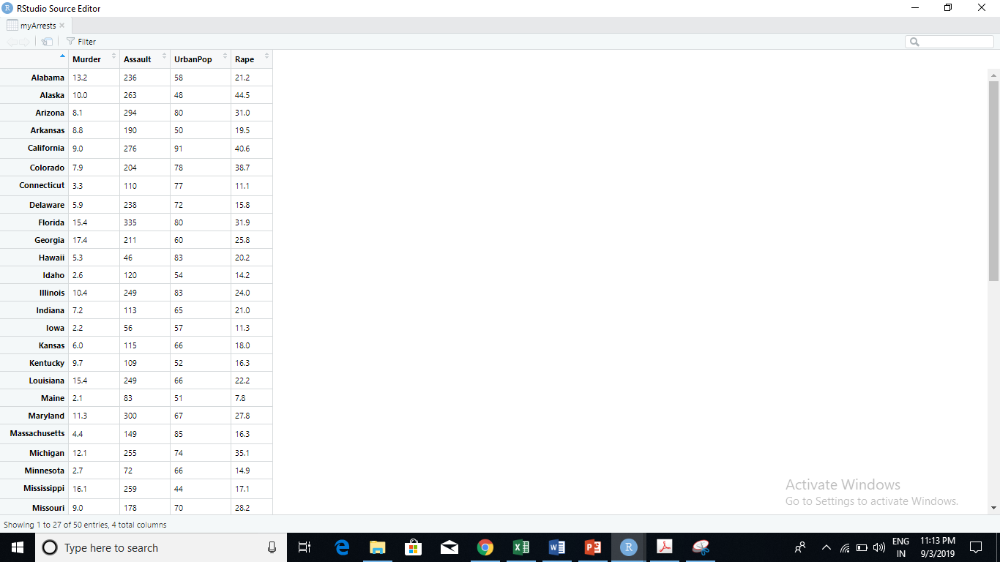 RStudio Source Editor
myArrests
Filter
Murder Assault UrbanPop Rape
Alabama 13.2 236 58 21.2
Alaska 10.0 263 48 44.5
Arizona 8.1 294 80 31.0
Arkansas 8.8 190 50 19.5
California 9.0 276 91 40.6
Colorado 7.9 204 78 38.7
Connecticut 3.3 110 77 11.1
Delaware 5.9 238 72 15.8
Florida 15.4 335 80 31.9
Georgia 17.4 211 60 25.8
Hawaii 5.3 46 83 20.2
Idaho 2.6 120 54 14.2
Illinois 10.4 249 83 24.0
Indiana 7.2 113 65 21.0
Iowa 2.2 56 57 11.3
Kansas 6.0 115 66 18.0
Kentucky 9.7 109 52 16.3
Louisiana 15.4 249 66 22.2
Maine 2.1 83 51 7.8
Maryland 11.3 300 67 27.8
Massachusetts 4.4 149 85 16.3
Michigan 12.1 255 74 35.1
Minnesota 2.7 72 66 14.9
Mississippi 16.1 259 44 17.1
Missouri 9.0 178 70 28.2
Activate Windows
Go to Settings to activate Windows.
Showing 1 to 27 of 50 entries, 4 total columns
Type here to search
ENG
IN
11:13 PM
9/3/2019